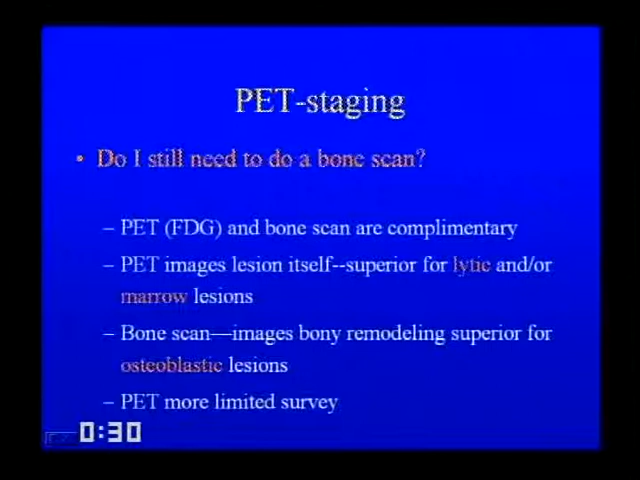 PET-staging
• Do I still need to do a bone scan?
– PET (FDG) and bone scan are complimentary
– PET images lesion itself--superior for lytic and/or
marrow lesions
– Bone scan—images bony remodeling superior for
osteoblastic lesions
– PET more limited survey
0:30